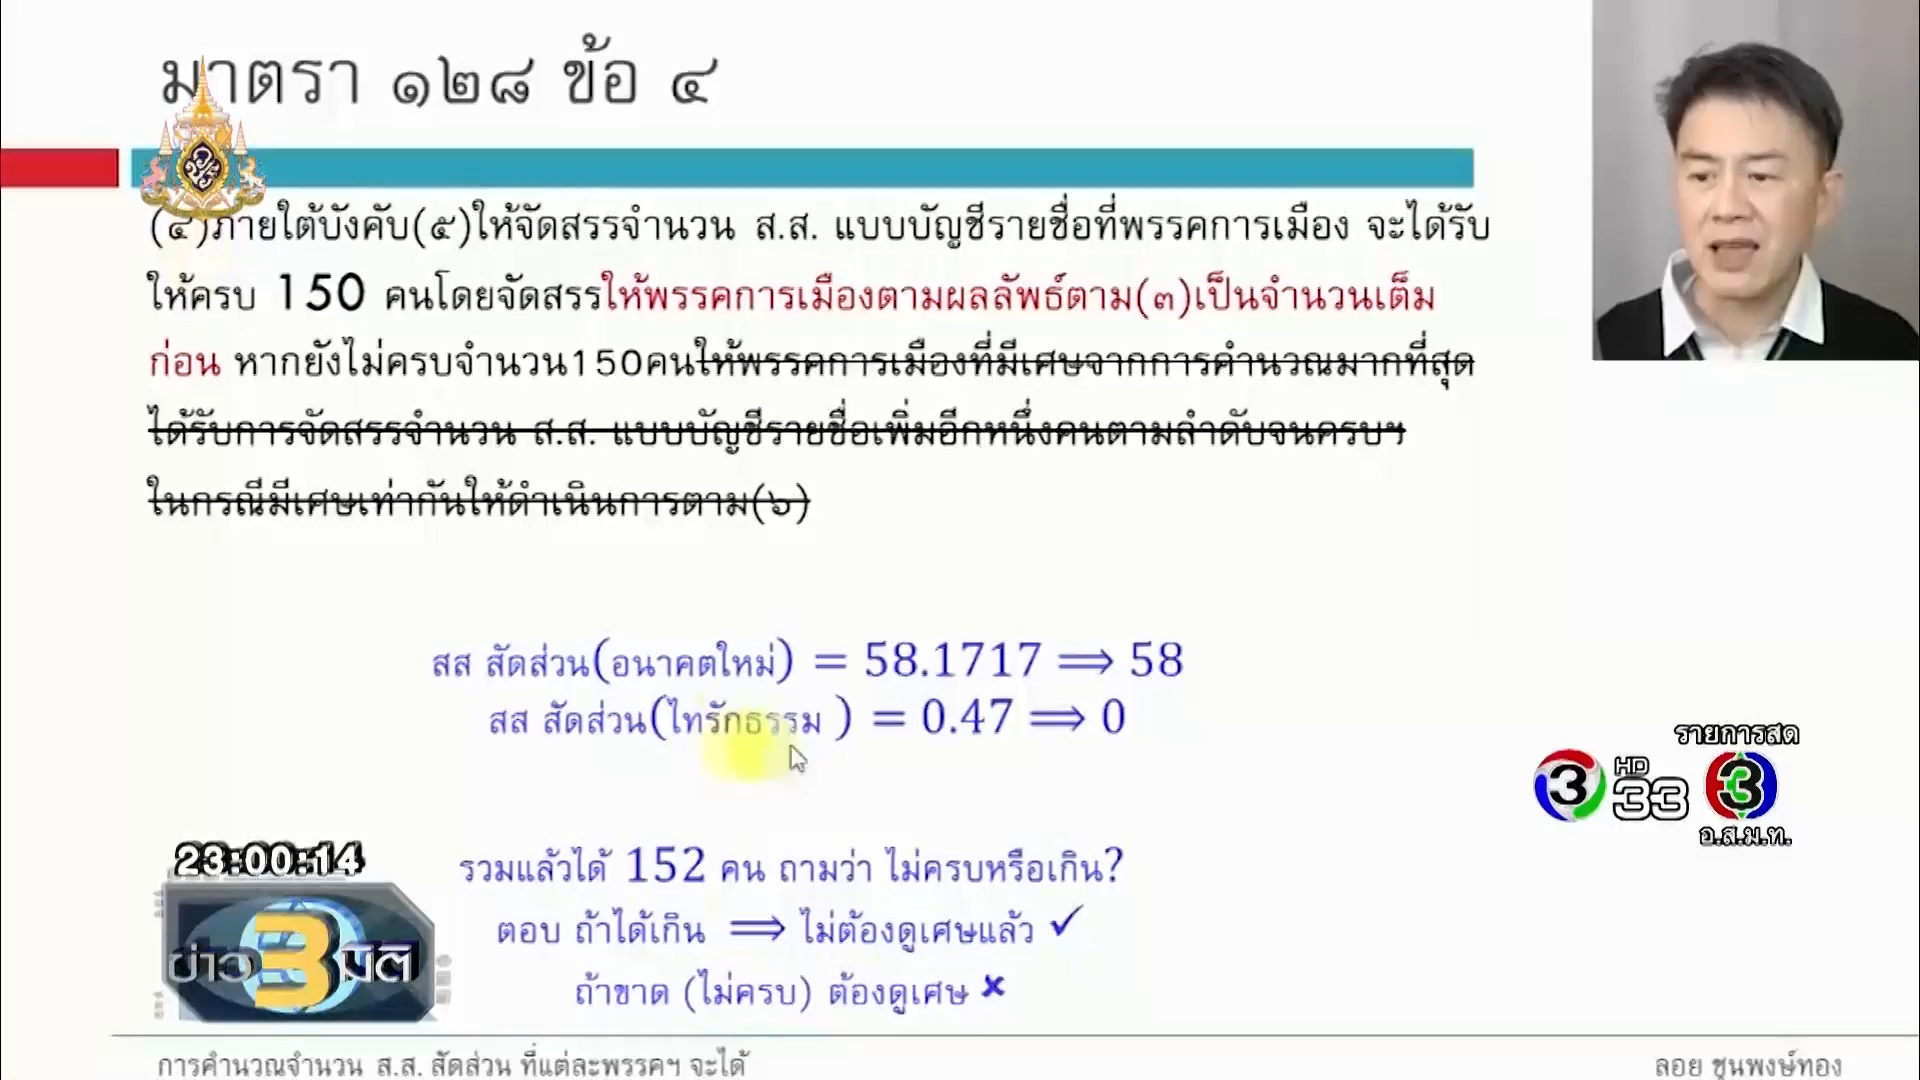 มาตรา ๑๒๘ ข้อ ๔
(๔)ภายใต้บังคับ(๕)ให้จัดสรรจำนวน ส.ส. แบบบัญชีรายชื่อที่พรรคการเมือง จะได้รับ
ให้ครบ 150 คนโดยจัดสรรให้พรรคการเมืองตามผลลัพธ์ตาม(๓)เป็นจำนวนเต็ม
ก่อน หากยังไม่ครบจำนวน150คนให้พรรคการเมืองที่มีเศษจากการคำนวณมากที่สุด
ได้รับการจัดสรรจำนวน ส.ส. แบบบัญชีรายชื่อเพิ่มอีกหนึ่งคนตามลำดับจนครบฯ
ในกรณีมีเศษเท่ากันให้ดำเนินการตาม(๖)
สส สัดส่วน(อนาคตใหม่) = 58.1717 ⟹ 58
สส สัดส่วน(ไทรักธรรม ) = 0.47 ⟹ 0
รายการสด
3 HD 33 3
อ.ส.ม.ท.
23:00:14
ข่าว 3 มิติ
รวมแล้วได้ 152 คน ถามว่า ไม่ครบหรือเกิน?
ตอบ ถ้าได้เกิน ⟹ ไม่ต้องดูเศษแล้ว ✓
ถ้าขาด (ไม่ครบ) ต้องดูเศษ ×
การคำนวณจำนวน ส.ส. สัดส่วน ที่แต่ละพรรคฯ จะได้
ลอย ชุนพงษ์ทอง